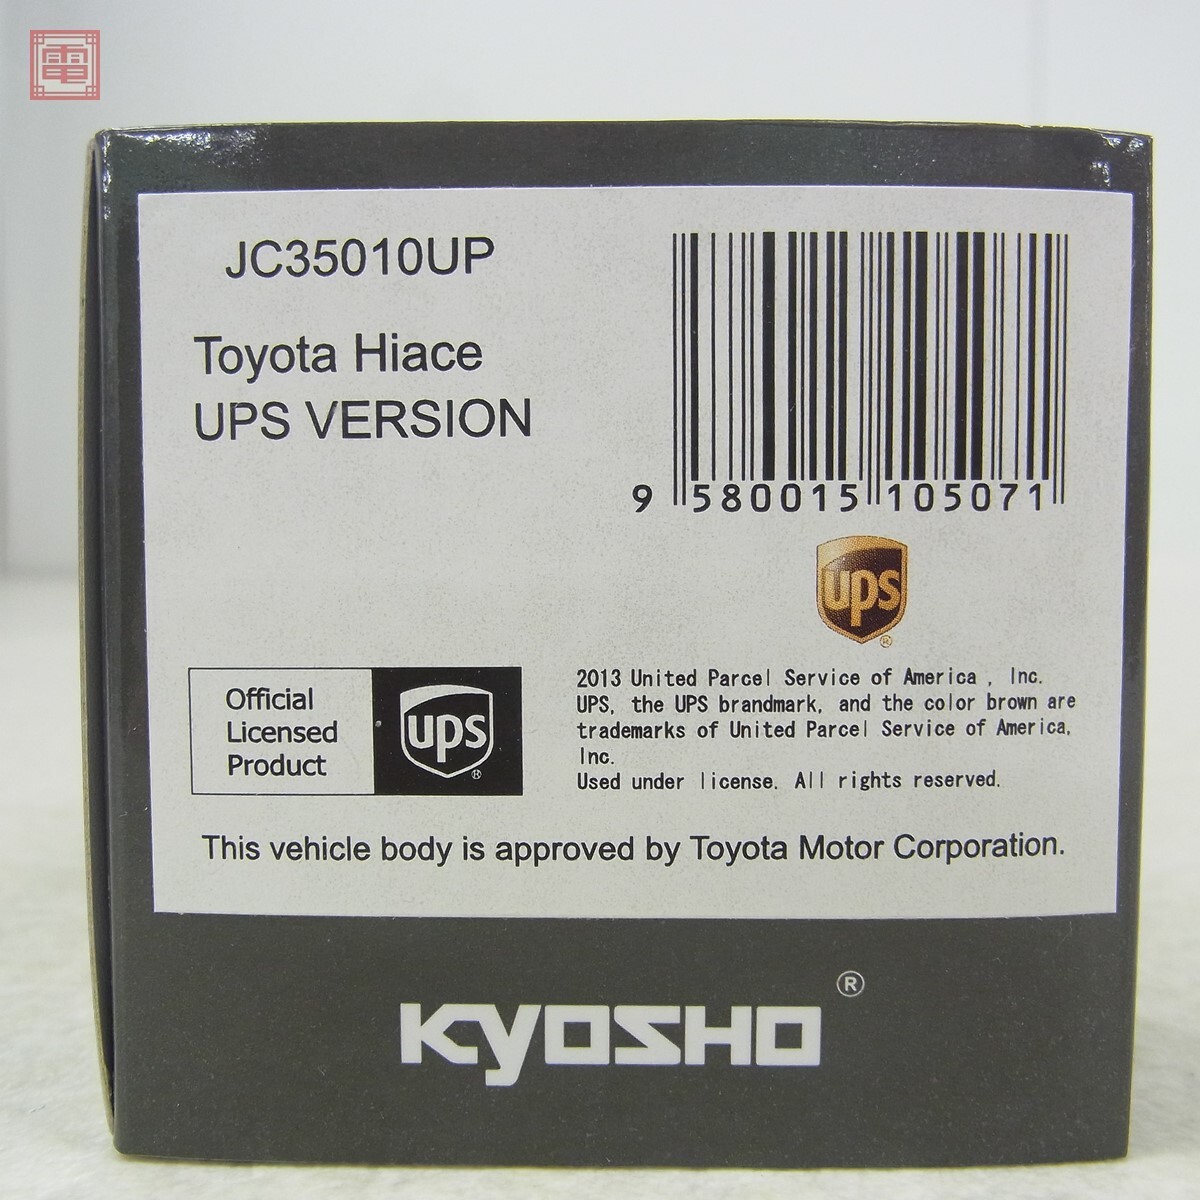 電
JC35010UP
Toyota Hiace
UPS VERSION
9 580015 105071
ups
®
Official
Licensed
Product
ups
®
2013 United Parcel Service of America , Inc.
UPS, the UPS brandmark, and the color brown are
trademarks of United Parcel Service of America,
Inc.
Used under license. All rights reserved.
This vehicle body is approved by Toyota Motor Corporation.
KYOSHO ®